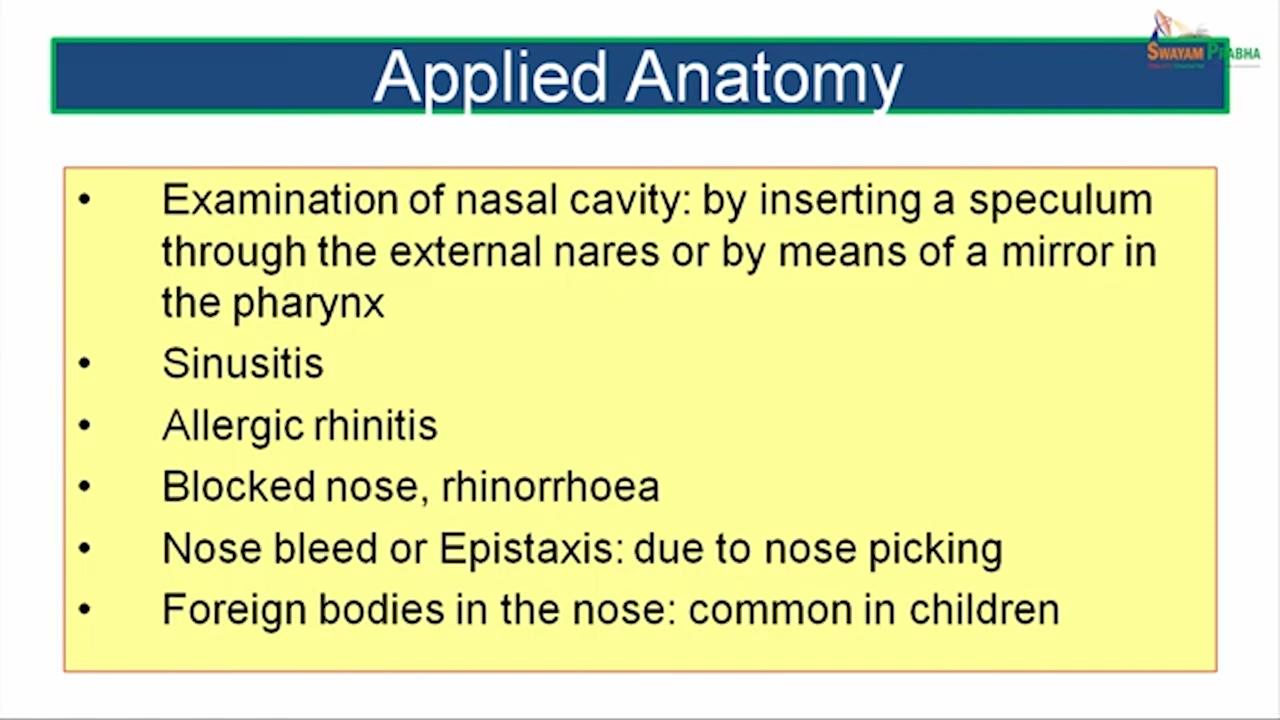 Applied Anatomy
SWAYAM PRABHA
• Examination of nasal cavity: by inserting a speculum
through the external nares or by means of a mirror in
the pharynx
• Sinusitis
• Allergic rhinitis
• Blocked nose, rhinorrhoea
• Nose bleed or Epistaxis: due to nose picking
• Foreign bodies in the nose: common in children